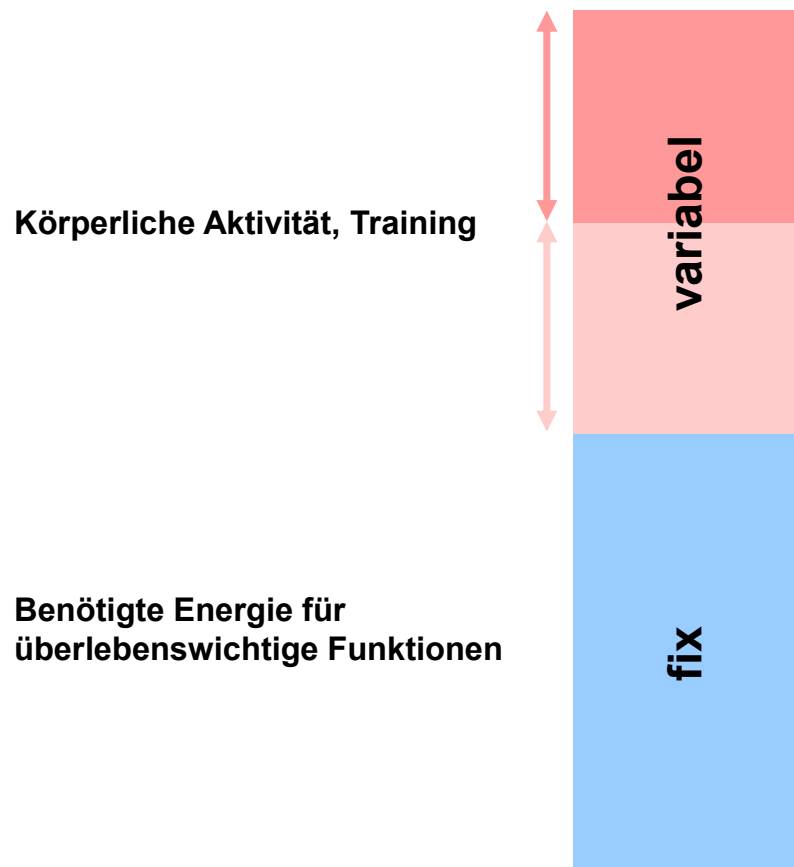 variabel
Körperliche Aktivität, Training
Benötigte Energie für
überlebenswichtige Funktionen
fix